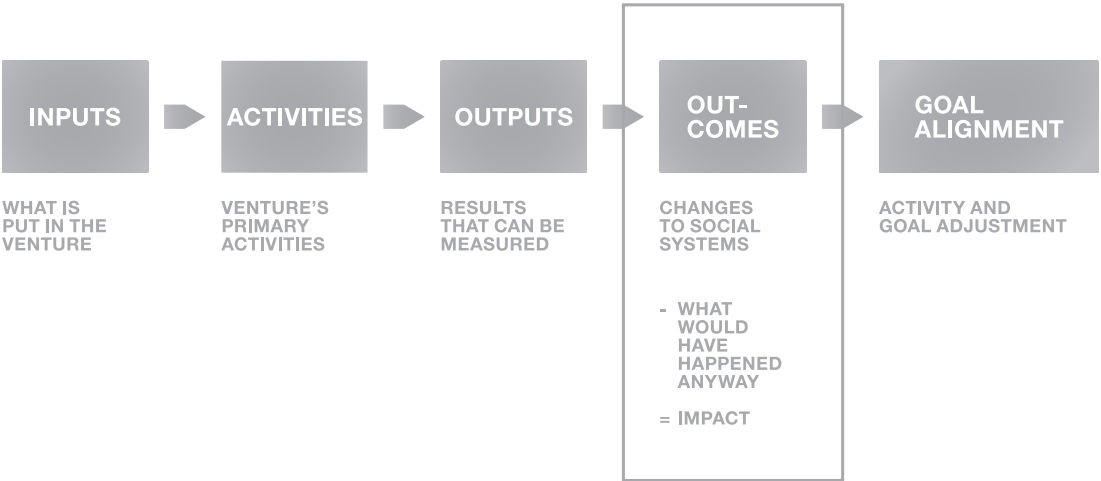 INPUTS
WHAT IS
PUT IN THE
VENTURE
ACTIVITIES
VENTURE'S
PRIMARY
ACTIVITIES
OUTPUTS
RESULTS
THAT CAN BE
MEASURED
OUT-
COMES
CHANGES
TO SOCIAL
SYSTEMS
- WHAT
WOULD
HAVE
HAPPENED
ANYWAY
= IMPACT
GOAL
ALIGNMENT
ACTIVITY AND
GOAL ADJUSTMENT